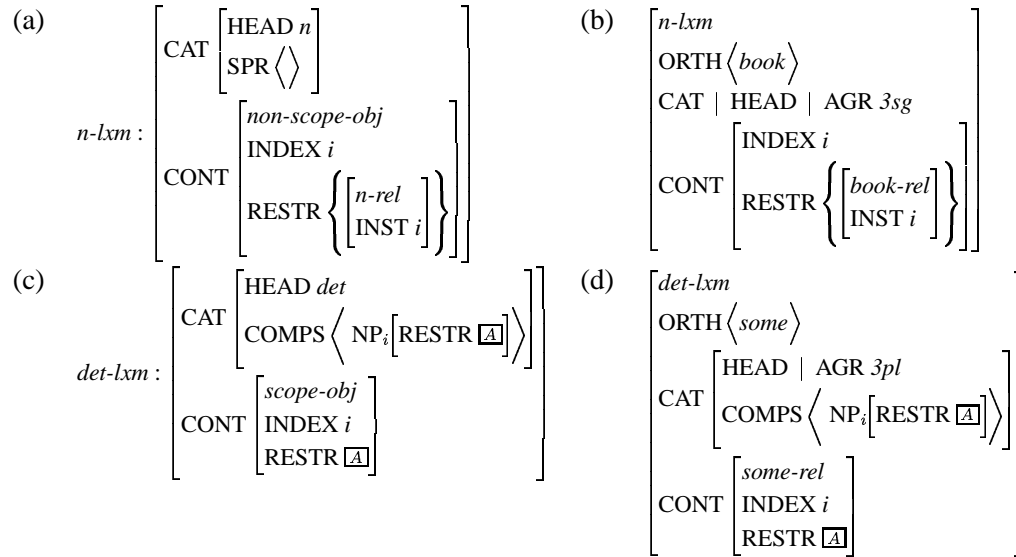 (a)
n-lxm :
CAT
HEAD n
SPR ⟨⟩
CONT
non-scope-obj
INDEX i
RESTR
{
n-rel
INST i
}
(b)
n-lxm
ORTH ⟨book⟩
CAT | HEAD | AGR 3sg
CONT
INDEX i
RESTR
{
book-rel
INST i
}
(c)
det-lxm :
CAT
HEAD det
COMPS ⟨ NPᵢ[RESTR A] ⟩
CONT
scope-obj
INDEX i
RESTR A
(d)
det-lxm
ORTH ⟨some⟩
CAT
HEAD | AGR 3pl
COMPS ⟨ NPᵢ[RESTR A] ⟩
CONT
some-rel
INDEX i
RESTR A